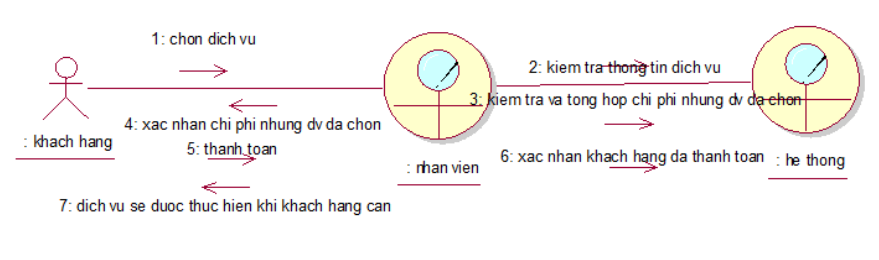 1: chon dich vu
2: kiem tra thong tin dich vu
3: kiem tra va tong hop chi phi nhung dv da chon
4: xac nhan chi phi nhung dv da chon
: khach hang
5: thanh toan
6: xac nhan khach hang da thanh toan
: he thong
: nhan vien
7: dich vu se duoc thuc hien khi khach hang can